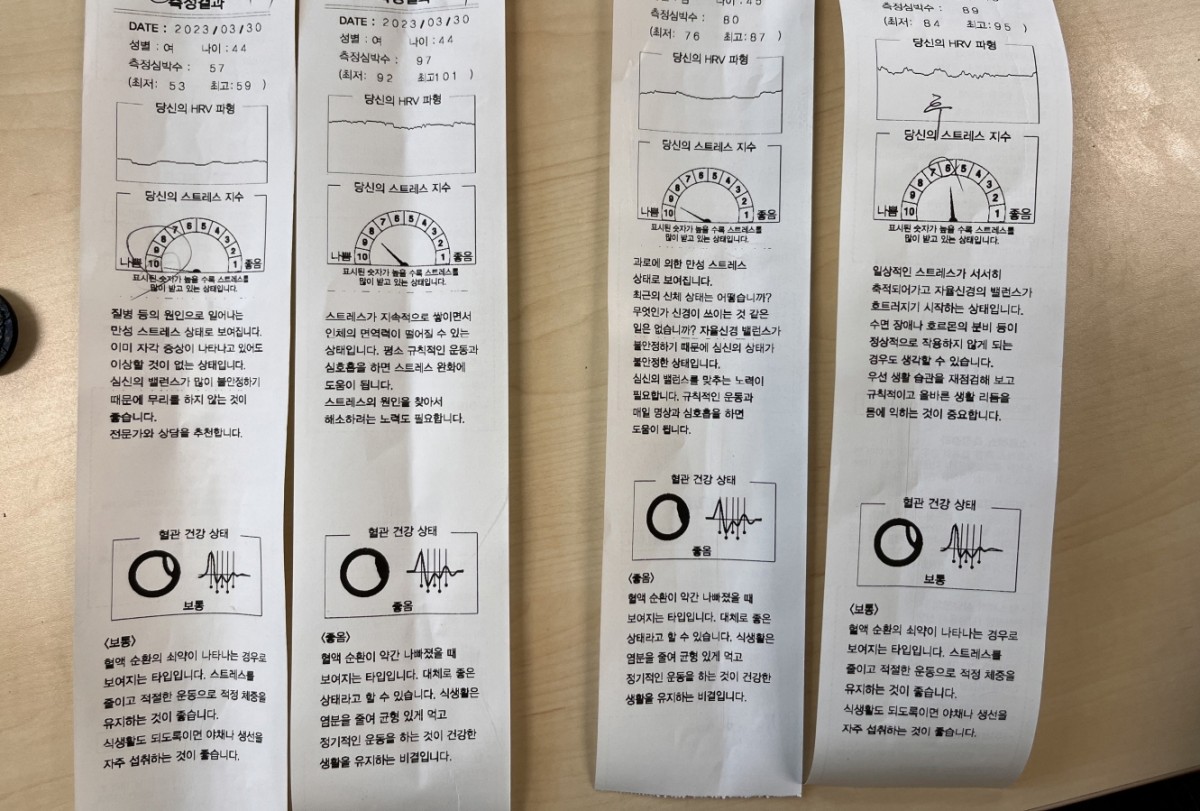 측정결과
DATE : 2023/03/30
성별 : 여 나이 : 44
측정심박수 : 57
(최저: 53 최고:59 )
당신의 HRV 파형
당신의 스트레스 지수
나쁨 10 9 8 7 6 5 4 3 2 1 좋음
표시된 숫자가 높을 수록 스트레스를
많이 받고 있는 상태입니다.
질병 등의 원인으로 일어나는
만성 스트레스 상태로 보여집니다.
이미 자각 증상이 나타나고 있어도
이상할 것이 없는 상태입니다.
심신의 밸런스가 많이 불안정하기
때문에 무리를 하지 않는 것이
좋습니다.
전문가와 상담을 추천합니다.
혈관 건강 상태
보통
<보통>
혈액 순환의 쇠약이 나타나는 경우로
보여지는 타입입니다. 스트레스를
줄이고 적절한 운동으로 적정 체중을
유지하는 것이 좋습니다.
식생활도 되도록이면 야채나 생선을
자주 섭취하는 것이 좋습니다.
DATE : 2023/03/30
성별 : 여 나이 : 44
측정심박수 : 97
(최저: 92 최고101 )
당신의 HRV 파형
당신의 스트레스 지수
나쁨 10 9 8 7 6 5 4 3 2 1 좋음
표시된 숫자가 높을 수록 스트레스를
많이 받고 있는 상태입니다.
스트레스가 지속적으로 쌓이면서
인체의 면역력이 떨어질 수 있는
상태입니다. 평소 규칙적인 운동과
심호흡을 하면 스트레스 완화에
도움이 됩니다.
스트레스의 원인을 찾아서
해소하려는 노력도 필요합니다.
혈관 건강 상태
좋음
<좋음>
혈액 순환이 약간 나빠졌을 때
보여지는 타입입니다. 대체로 좋은
상태라고 할 수 있습니다. 식생활은
염분을 줄여 균형 있게 먹고
정기적인 운동을 하는 것이 건강한
생활을 유지하는 비결입니다.
측정심박수 : 80
(최저: 76 최고:87 )
당신의 HRV 파형
당신의 스트레스 지수
나쁨 10 9 8 7 6 5 4 3 2 1 좋음
표시된 숫자가 높을 수록 스트레스를
많이 받고 있는 상태입니다.
과로에 의한 만성 스트레스
상태로 보여집니다.
최근의 신체 상태는 어떻습니까?
무엇인가 신경이 쓰이는 것 같은
일은 없습니까? 자율신경 밸런스가
불안정하기 때문에 심신의 상태가
불안정한 상태입니다.
심신의 밸런스를 맞추는 노력이
필요합니다. 규칙적인 운동과
매일 명상과 심호흡을 하면
도움이 됩니다.
혈관 건강 상태
좋음
<좋음>
혈액 순환이 약간 나빠졌을 때
보여지는 타입입니다. 대체로 좋은
상태라고 할 수 있습니다. 식생활은
염분을 줄여 균형 있게 먹고
정기적인 운동을 하는 것이 건강한
생활을 유지하는 비결입니다.
측정심박수 : 89
(최저: 84 최고:95 )
당신의 HRV 파형
당신의 스트레스 지수
나쁨 10 9 8 7 6 5 4 3 2 1 좋음
표시된 숫자가 높을 수록 스트레스를
많이 받고 있는 상태입니다.
일상적인 스트레스가 서서히
축적되어가고 자율신경의 밸런스가
흐트러지기 시작하는 상태입니다.
수면 장애나 호르몬의 분비 등이
정상적으로 작용하지 않게 되는
경우도 생각할 수 있습니다.
우선 생활 습관을 재점검해 보고
규칙적이고 올바른 생활 리듬을
몸에 익히는 것이 중요합니다.
혈관 건강 상태
보통
<보통>
혈액 순환의 쇠약이 나타나는 경우로
보여지는 타입입니다. 스트레스를
줄이고 적절한 운동으로 적정 체중을
유지하는 것이 좋습니다.
식생활도 되도록이면 야채나 생선을
자주 섭취하는 것이 좋습니다.